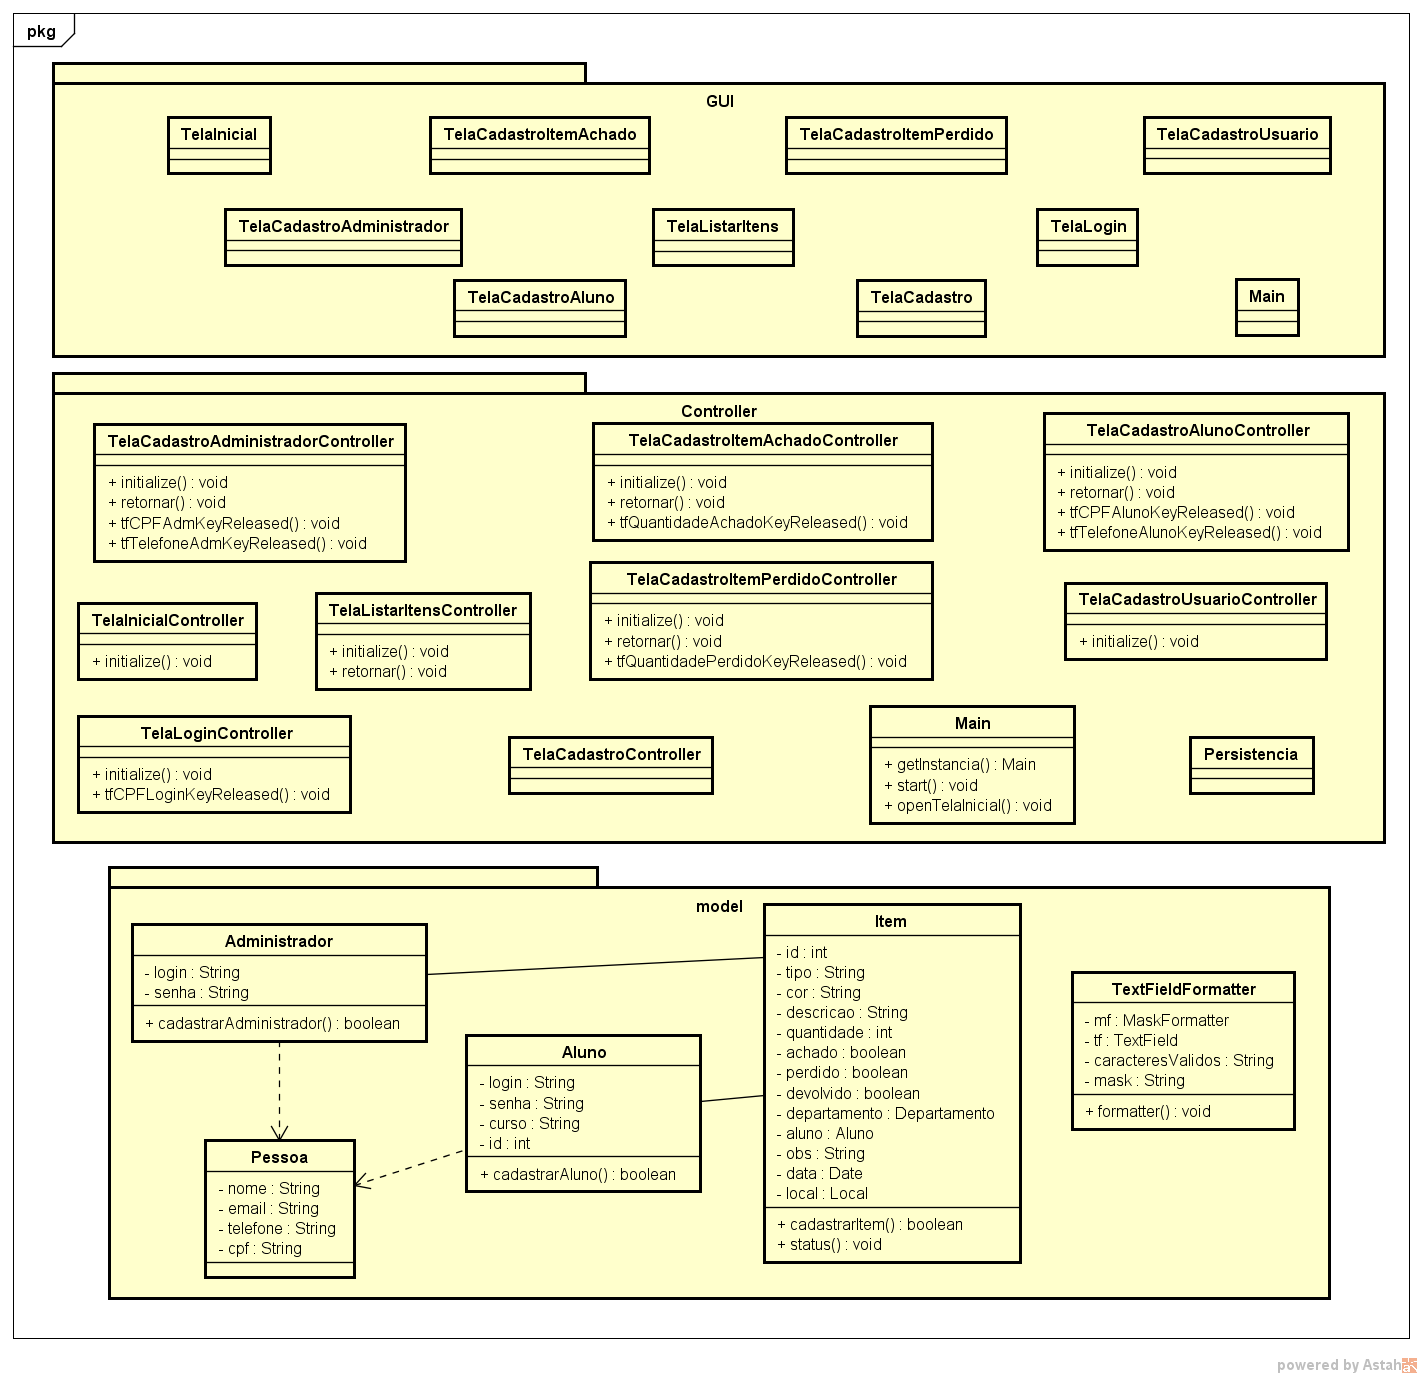 pkg
GUI
TelaInicial
TelaCadastroItemAchado
TelaCadastroItemPerdido
TelaCadastroUsuario
TelaCadastroAdministrador
TelaListarItens
TelaLogin
TelaCadastroAluno
TelaCadastro
Main
Controller
TelaCadastroAdministradorController
+ initialize() : void
+ retornar() : void
+ tfCPFAdmKeyReleased() : void
+ tfTelefoneAdmKeyReleased() : void
TelaCadastroItemAchadoController
+ initialize() : void
+ retornar() : void
+ tfQuantidadeAchadoKeyReleased() : void
TelaCadastroAlunoController
+ initialize() : void
+ retornar() : void
+ tfCPFAlunoKeyReleased() : void
+ tfTelefoneAlunoKeyReleased() : void
TelaInicialController
+ initialize() : void
TelaListarItensController
+ initialize() : void
+ retornar() : void
TelaCadastroItemPerdidoController
+ initialize() : void
+ retornar() : void
+ tfQuantidadePerdidoKeyReleased() : void
TelaCadastroUsuarioController
+ initialize() : void
TelaLoginController
+ initialize() : void
+ tfCPFLoginKeyReleased() : void
TelaCadastroController
Main
+ getInstancia() : Main
+ start() : void
+ openTelaInicial() : void
Persistencia
model
Administrador
- login : String
- senha : String
+ cadastrarAdministrador() : boolean
Aluno
- login : String
- senha : String
- curso : String
- id : int
+ cadastrarAluno() : boolean
Pessoa
- nome : String
- email : String
- telefone : String
- cpf : String
Item
- id : int
- tipo : String
- cor : String
- descricao : String
- quantidade : int
- achado : boolean
- perdido : boolean
- devolvido : boolean
- departamento : Departamento
- aluno : Aluno
- obs : String
- data : Date
- local : Local
+ cadastrarItem() : boolean
+ status() : void
TextFieldFormatter
- mf : MaskFormatter
- tf : TextField
- caracteresValidos : String
- mask : String
+ formatter() : void
powered by Astah